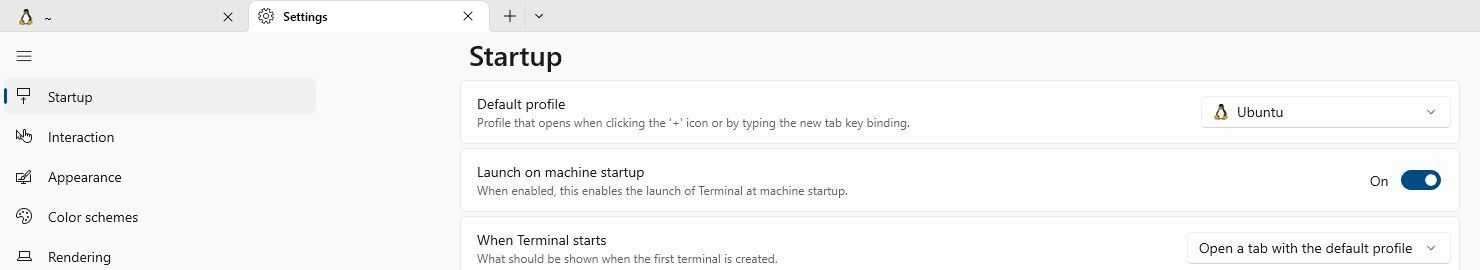 ~
Settings
Startup
Startup
Interaction
Appearance
Color schemes
Rendering
Default profile
Profile that opens when clicking the '+' icon or by typing the new tab key binding.
Ubuntu
Launch on machine startup
When enabled, this enables the launch of Terminal at machine startup.
On
When Terminal starts
What should be shown when the first terminal is created.
Open a tab with the default profile